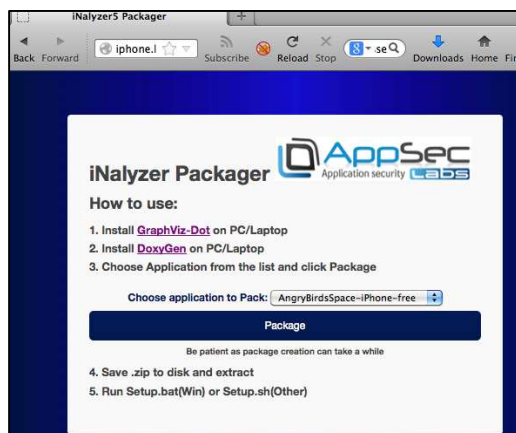 iNalyzer5 Packager
iphone.l
.se
Back Forward Subscribe Reload Stop Downloads Home Fir
AppSec
Application security LABS
iNalyzer Packager
How to use:
1. Install GraphViz-Dot on PC/Laptop
2. Install DoxyGen on PC/Laptop
3. Choose Application from the list and click Package
Choose application to Pack: AngryBirdsSpace-iPhone-free
Package
Be patient as package creation can take a while
4. Save .zip to disk and extract
5. Run Setup.bat(Win) or Setup.sh(Other)